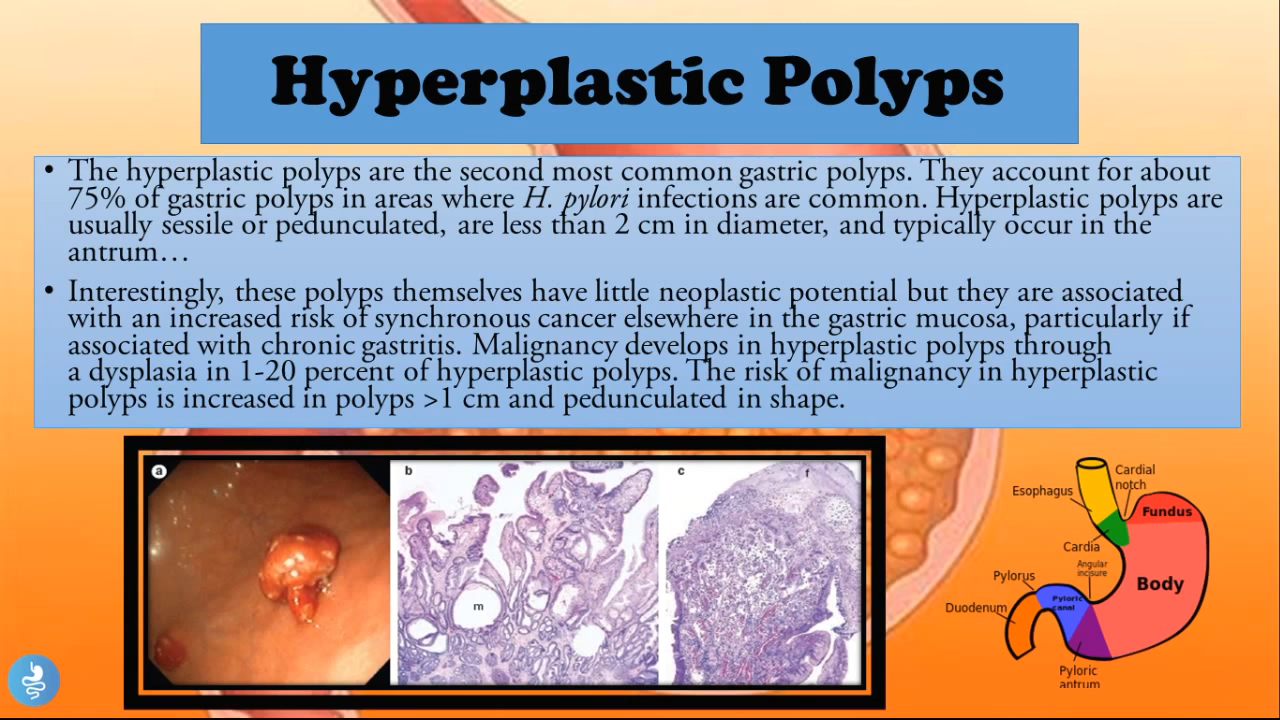 Hyperplastic Polyps
• The hyperplastic polyps are the second most common gastric polyps. They account for about
75% of gastric polyps in areas where H. pylori infections are common. Hyperplastic polyps are
usually sessile or pedunculated, are less than 2 cm in diameter, and typically occur in the
antrum…
• Interestingly, these polyps themselves have little neoplastic potential but they are associated
with an increased risk of synchronous cancer elsewhere in the gastric mucosa, particularly if
associated with chronic gastritis. Malignancy develops in hyperplastic polyps through
a dysplasia in 1-20 percent of hyperplastic polyps. The risk of malignancy in hyperplastic
polyps is increased in polyps >1 cm and pedunculated in shape.
a
b
m
c
f
Cardial
notch
Esophagus
Fundus
Cardia
Angular
incisure
Body
Pylorus
Pyloric
canal
Duodenum
Pyloric
antrum